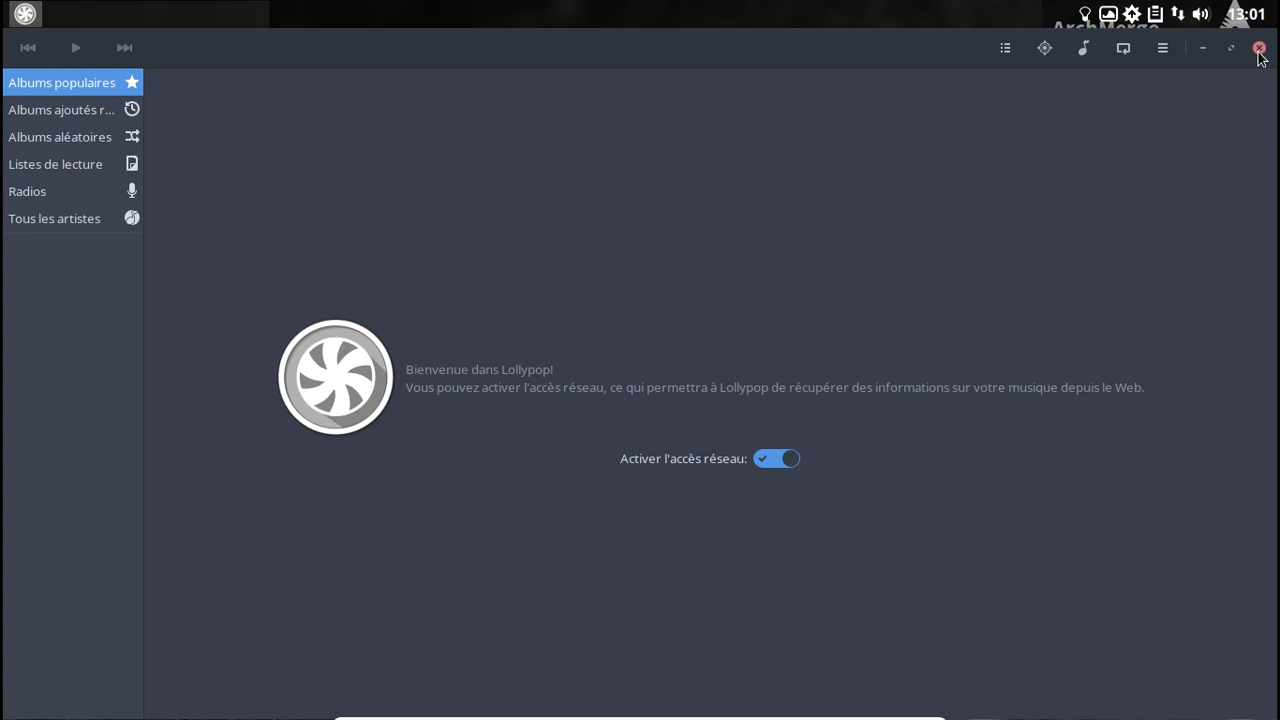 13:01
ArchMerge
Albums populaires
Albums ajoutés r...
Albums aléatoires
Listes de lecture
Radios
Tous les artistes
Bienvenue dans Lollypop!
Vous pouvez activer l'accès réseau, ce qui permettra à Lollypop de récupérer des informations sur votre musique depuis le Web.
Activer l'accès réseau: